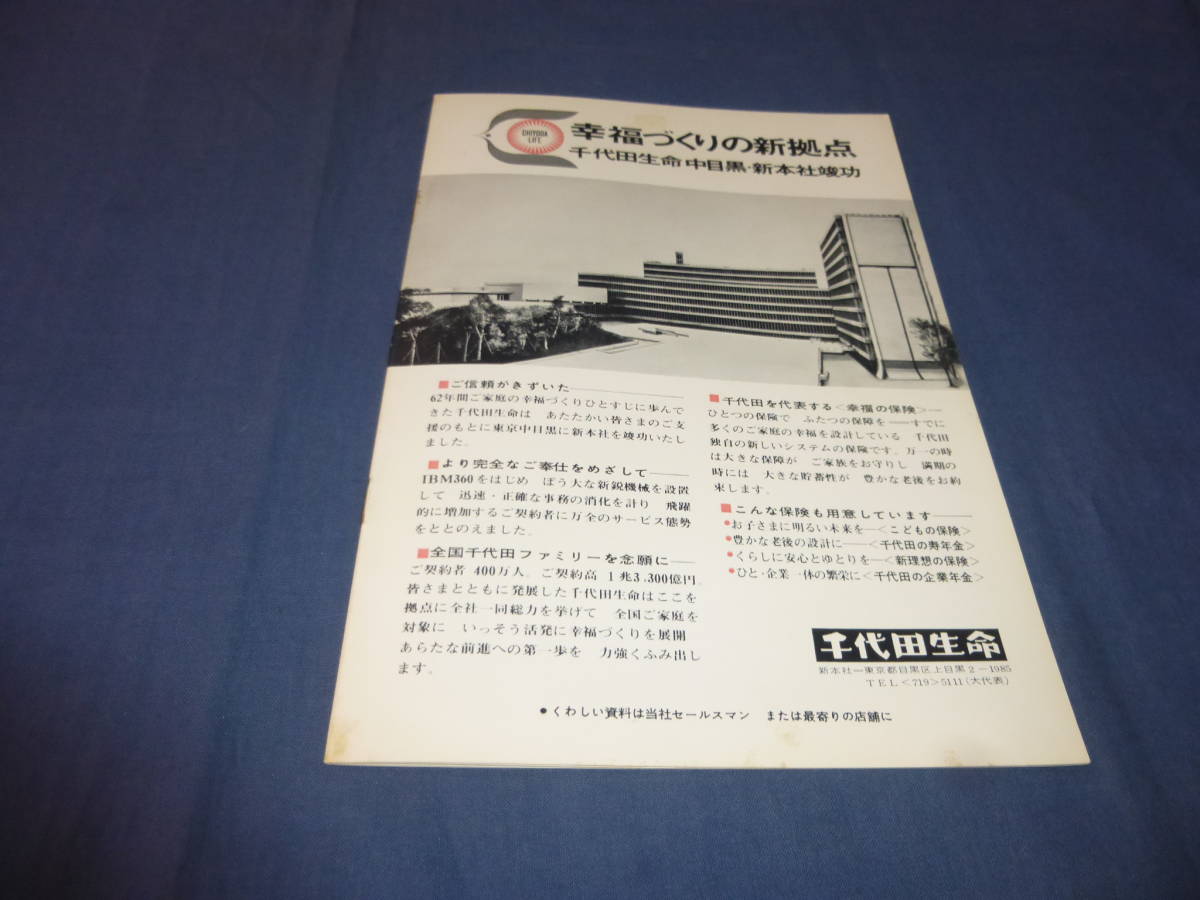 CHIYODA
LIFE
幸福づくりの新拠点
千代田生命 中目黒・新本社竣功
■ご信頼がきずいた――
62年間ご家庭の幸福づくりひとすじに歩んで
きた千代田生命は　あたたかい皆さまのご支
援のもとに東京中目黒に新本社を竣功いたし
ました。
■より完全なご奉仕をめざして――
IBM360をはじめ　ぼう大な新鋭機械を設置
して　迅速・正確な事務の消化を計り　飛躍
的に増加するご契約者に万全のサービス態勢
をととのえました。
■全国千代田ファミリーを念願に――
ご契約者 400万人。ご契約高 1兆3,300億円。
皆さまとともに発展した千代田生命はここを
拠点に全社一同総力を挙げて　全国ご家庭を
対象に　いっそう活発に幸福づくりを展開
あらたな前進への第一歩を　力強くふみ出し
ます。
■千代田を代表する＜幸福の保険＞―
ひとつの保険で　ふたつの保障を――すでに
多くのご家庭の幸福を設計している　千代田
独自の新しいシステムの保険です。万一の時
は大きな保障が　ご家族をお守りし　満期の
時には　大きな貯蓄性が　豊かな老後をお約
束します。
■こんな保険も用意しています――
●お子さまに明るい未来を―＜こどもの保険＞
●豊かな老後の設計に――＜千代田の寿年金＞
●くらしに安心とゆとりを―＜新理想の保険＞
●ひと・企業一体の繁栄に＜千代田の企業年金＞
千代田生命
新本社―東京都目黒区上目黒2－1985
TEL＜719＞5111(大代表)
●くわしい資料は当社セールスマン　または最寄りの店舗に